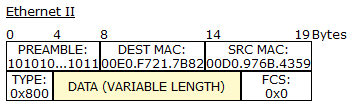 Ethernet II
0 4 8 14 19 Bytes
PREAMBLE: DEST MAC: SRC MAC:
101010...1011 00E0.F721.7B82 00D0.976B.4359
TYPE: DATA (VARIABLE LENGTH) FCS:
0x800 0x0